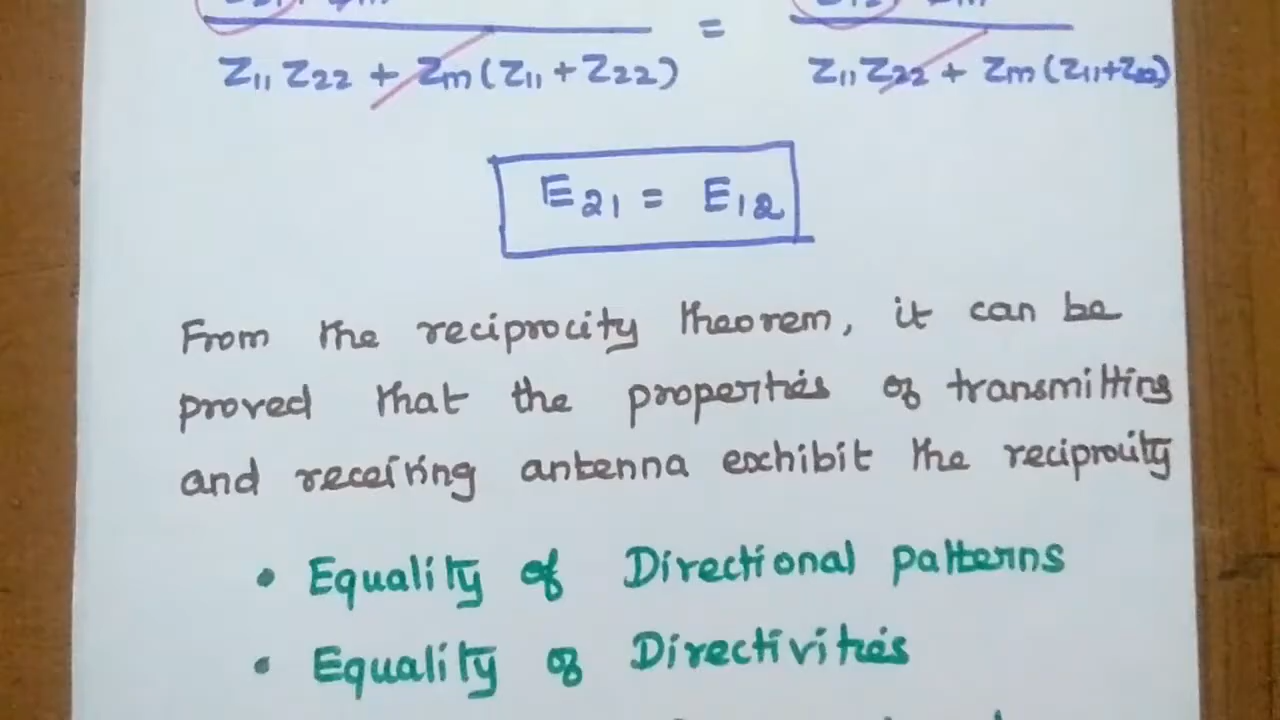 =
Z11 Z22 + Zm (Z11 + Z22)
Z11 Z22 + Zm (Z11+Z22)
E21 = E12
From the reciprocity theorem, it can be
proved that the properties of transmitting
and receiving antenna exhibit the reciprocity
• Equality of Directional patterns
• Equality of Directivities